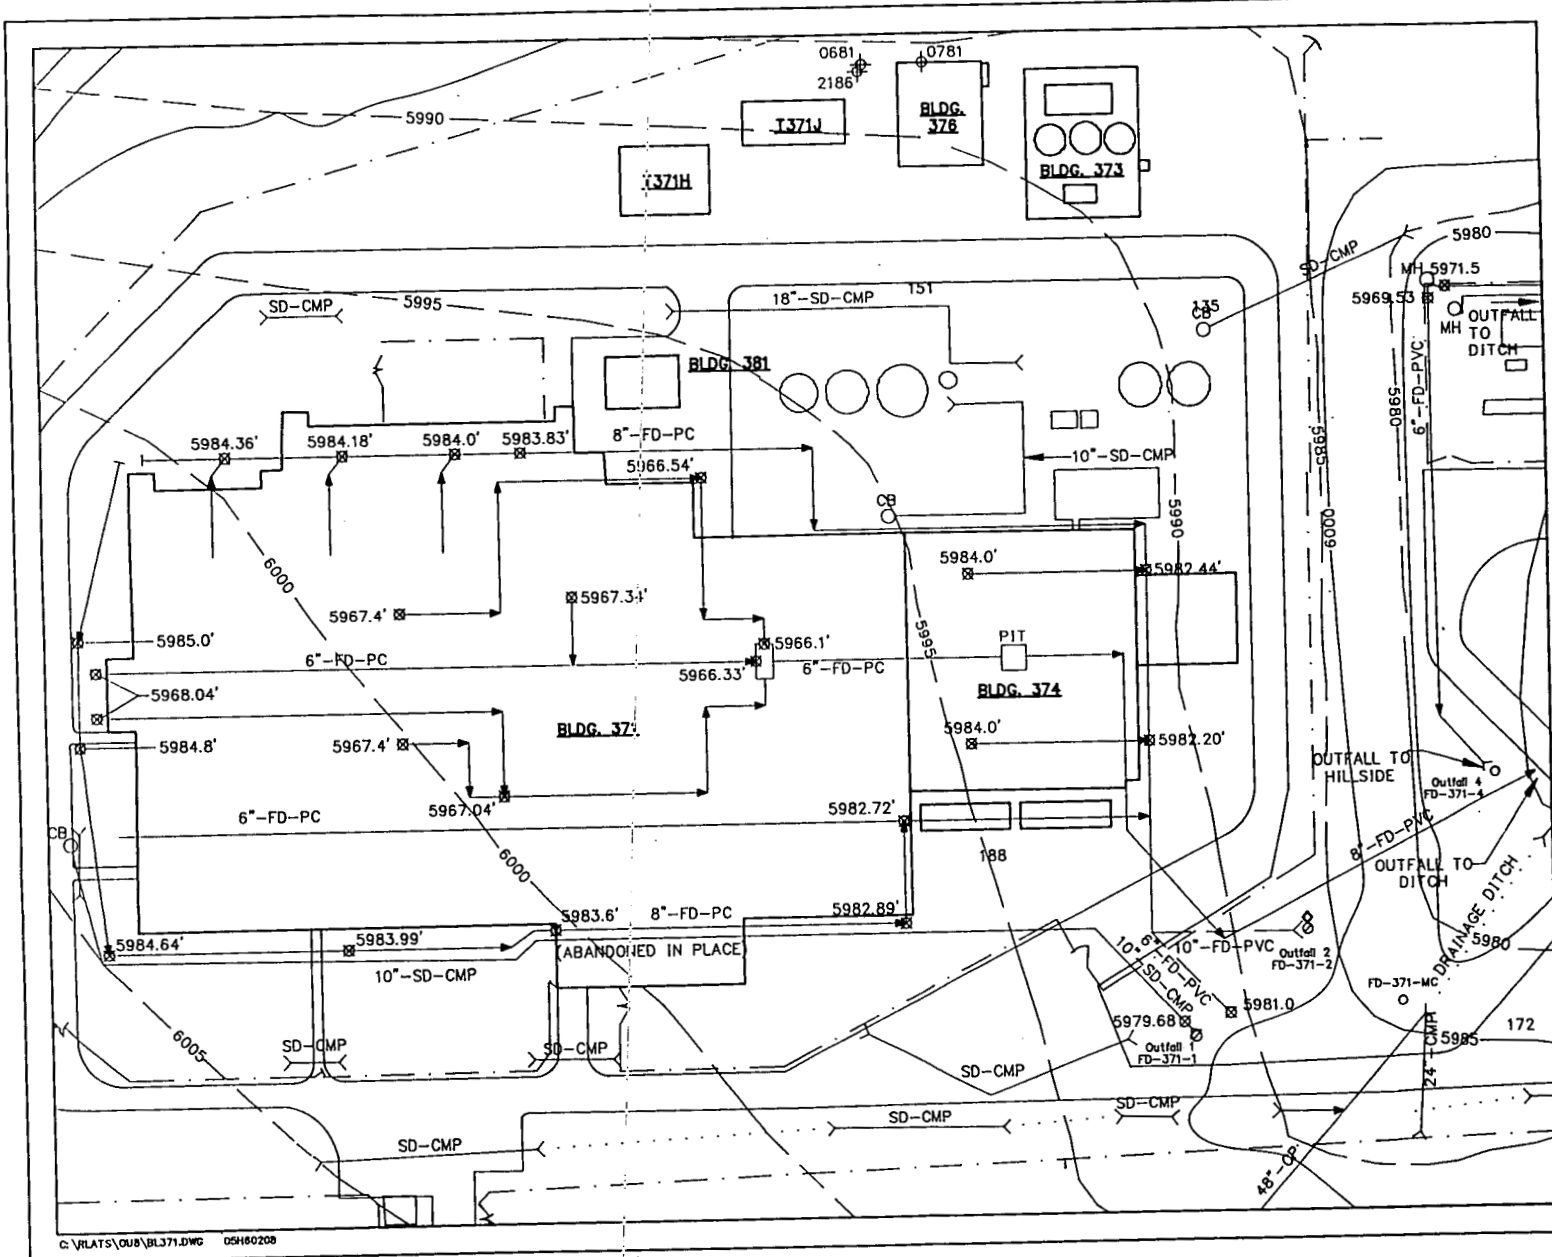 0681
0781
2186
5990
T371J
BLDG.
376
BLDG. 373
T371H
5980
SD-CMP
MH 5971.5
5969.53
MH
OUTFALL
TO
DITCH
SD-CMP
5995
18"-SD-CMP
151
135
CB
BLDG. 381
6"-FD-PVC
5980
5984.36'
5984.18'
5984.0'
5983.83'
8"-FD-PC
5966.54'
10"-SD-CMP
5985
CB
5990
6000
6000
5984.0'
5982.44'
5967.4'
5967.34'
5985.0'
5966.1'
PIT
5995
6"-FD-PC
5966.33'
6"-FD-PC
5968.04'
BLDG. 374
BLDG. 371
5984.8'
5967.4'
5984.0'
5982.20'
OUTFALL TO
HILLSIDE
Outfall 4
FD-371-4
5967.04'
6"-FD-PC
5982.72'
CB
8"-FD-PVC
188
6000
OUTFALL TO
DITCH
DRAINAGE DITCH
5983.6'
8"-FD-PC
5982.89'
5984.64'
5983.99'
(ABANDONED IN PLACE)
10"-SD-CMP
10"-FD-PVC
6"-FD-PVC
10"-SD-CMP
Outfall 2
FD-371-2
5980
FD-371-MC
5981.0
5979.68
Outfall 1
FD-371-1
6005
SD-CMP
SD-CMP
SD-CMP
24"-CMP
5985
172
SD-CMP
SD-CMP
SD-CMP
48"-CP
C:\RLATS\OU8\BL371.DWG 05H60208